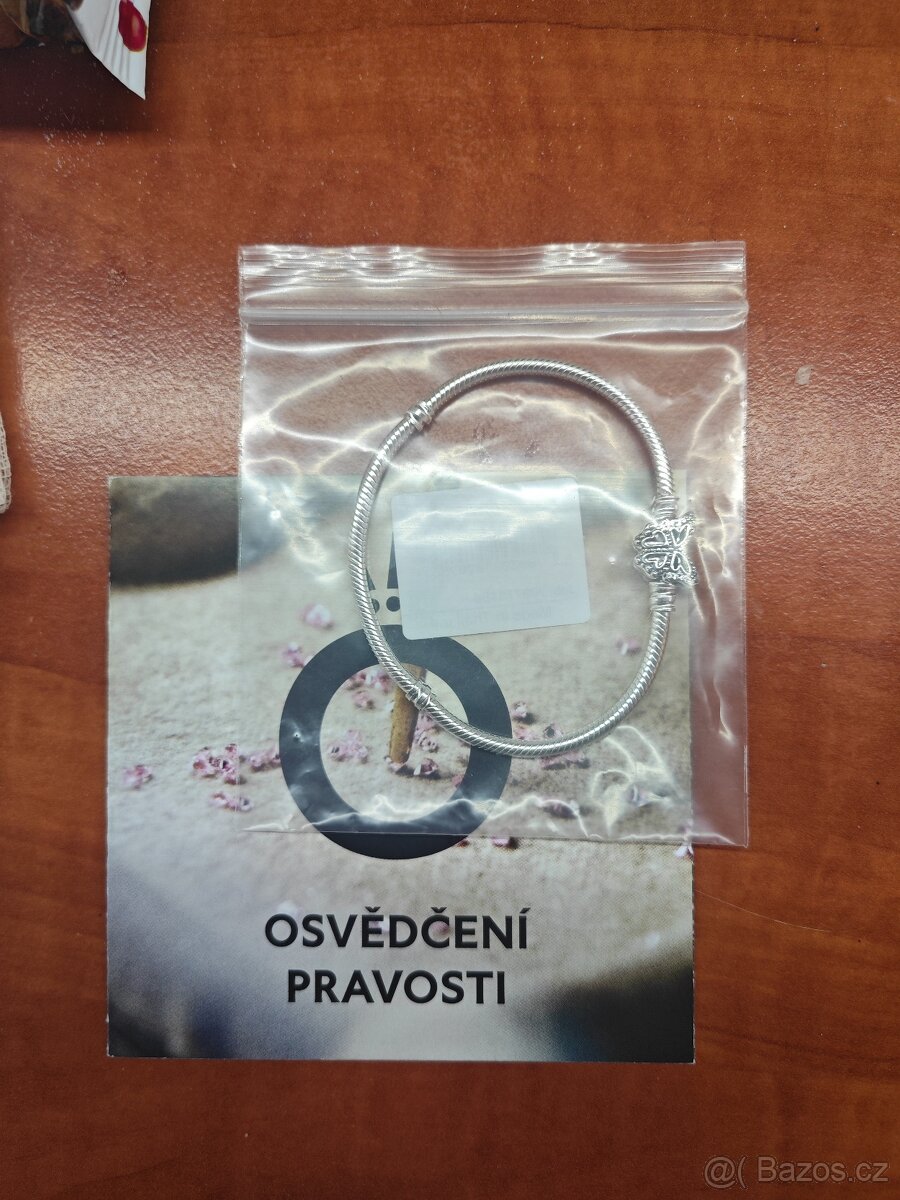 OSVĚDČENÍ
PRAVOSTI
@( Bazos.cz